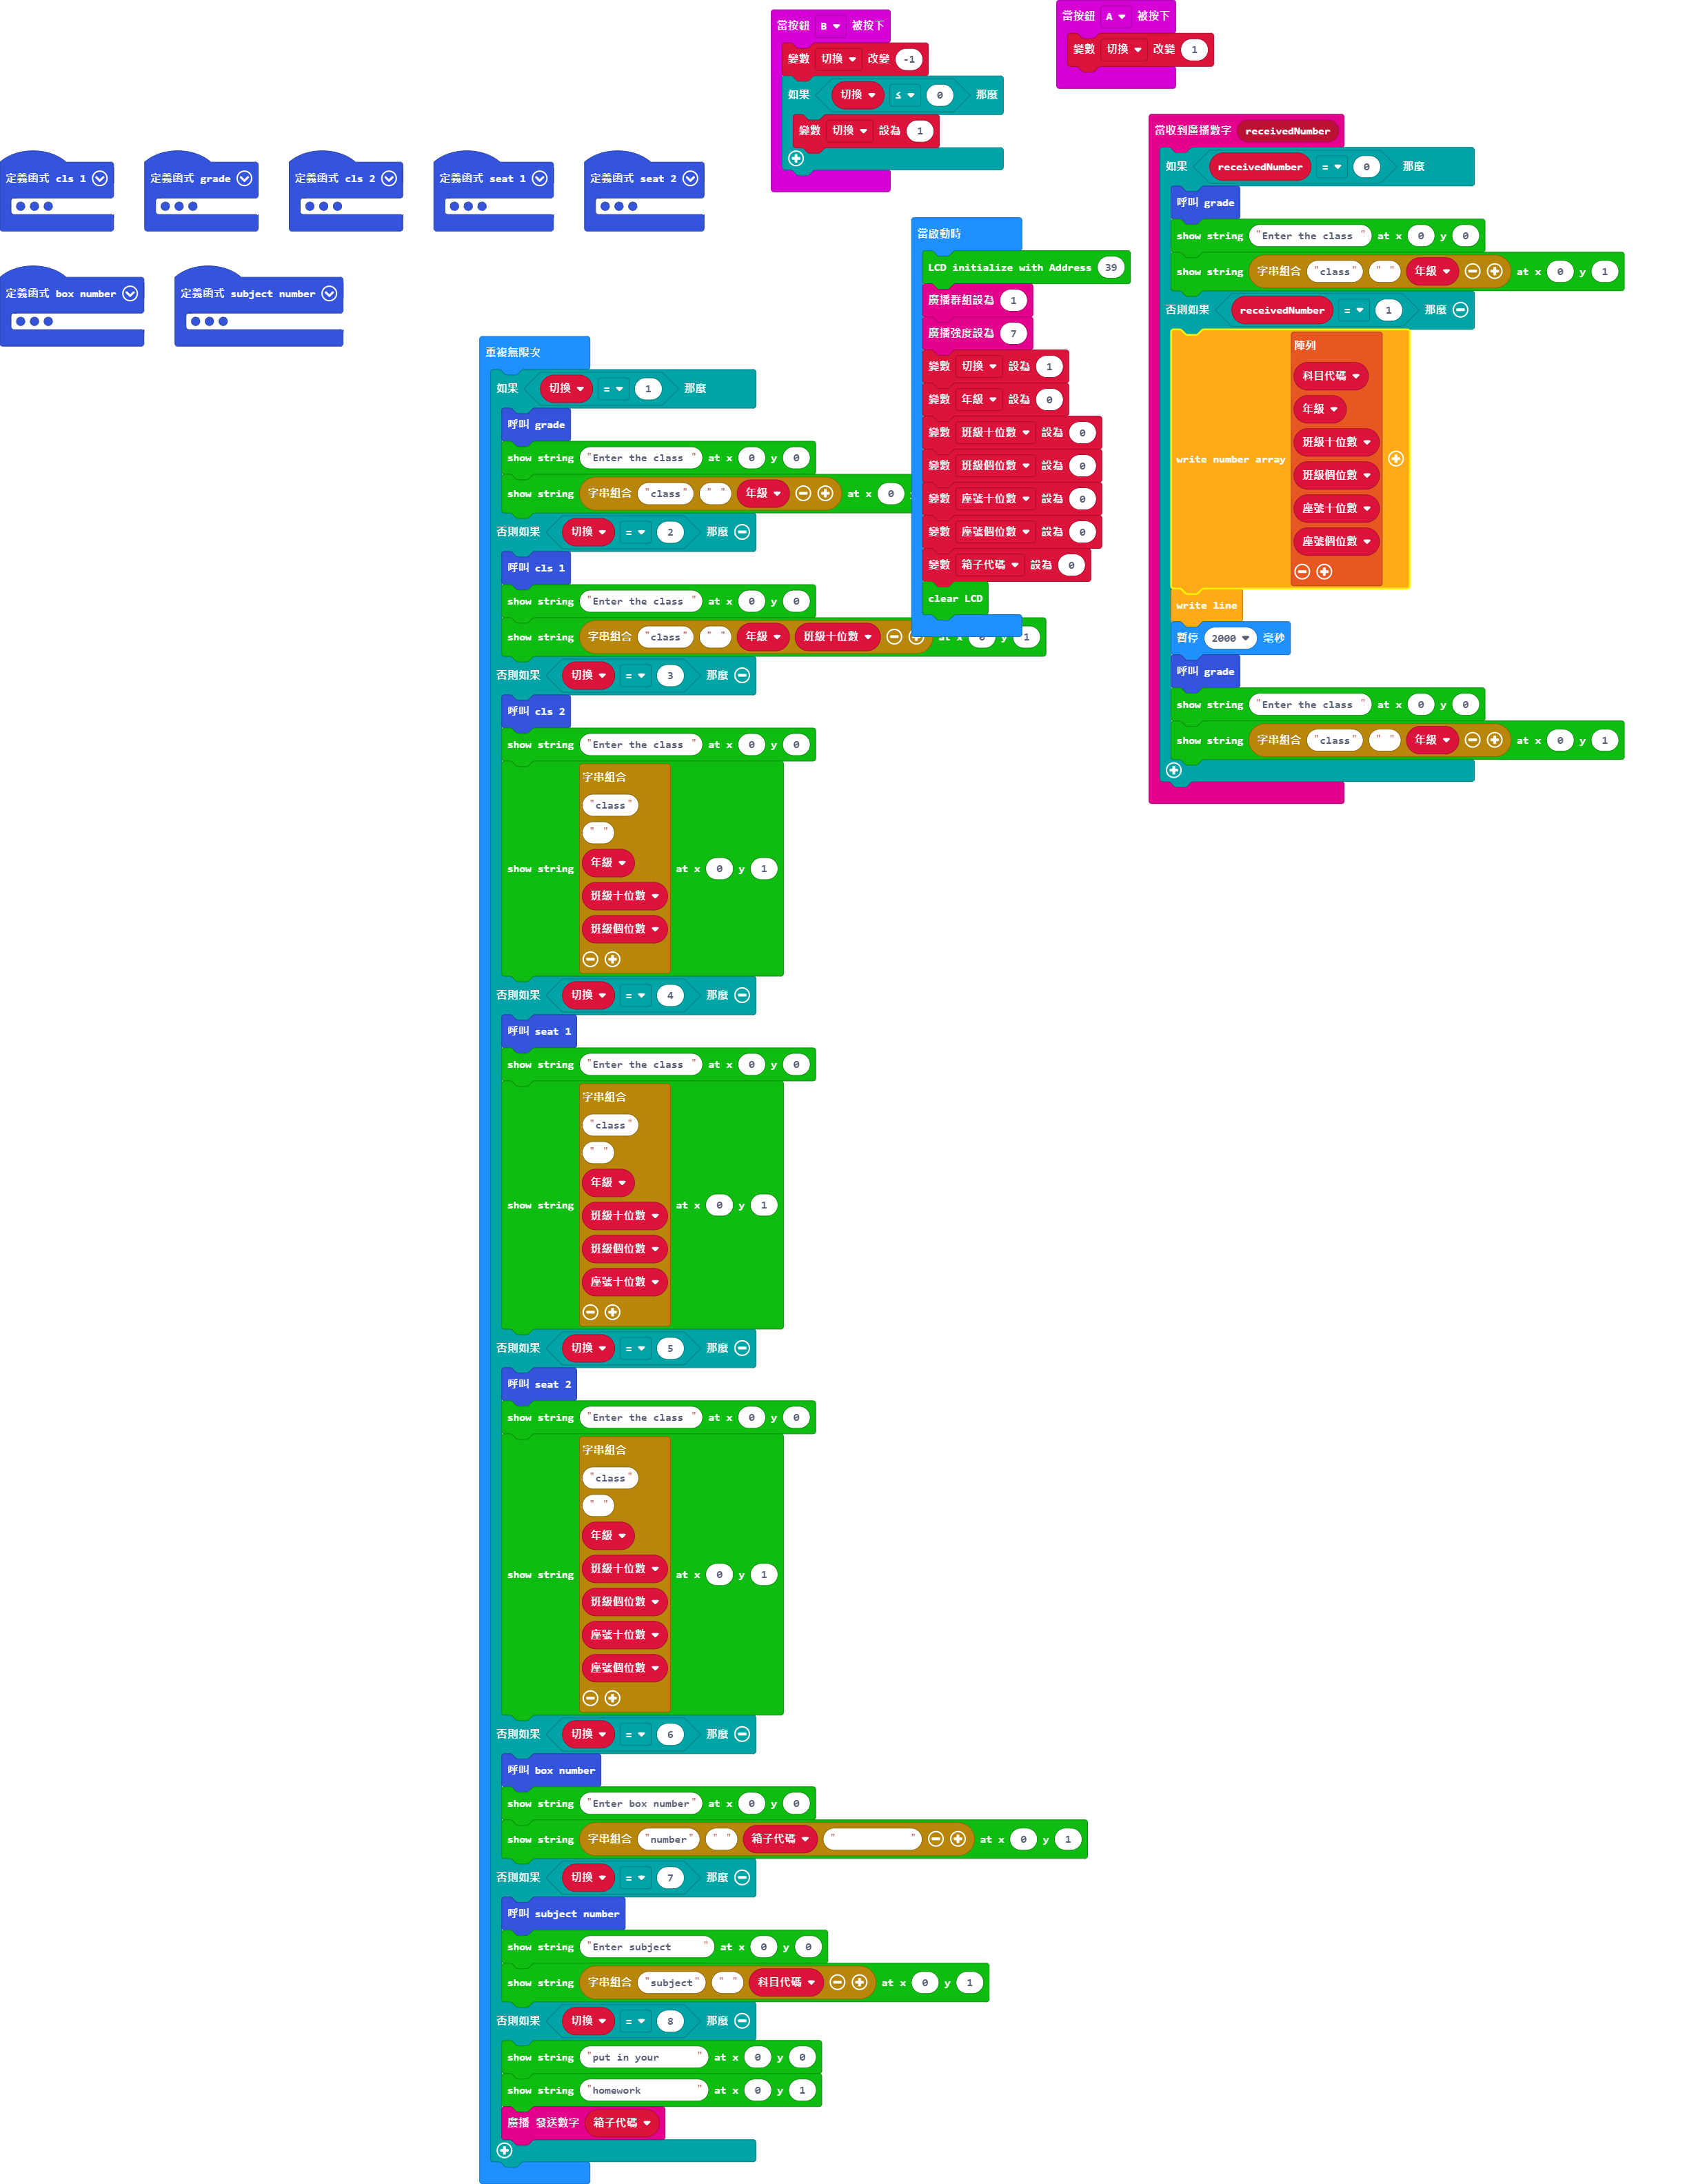 當按鈕 B 被按下
變數 切換 改變 -1
如果 切換 ≤ 0 那麼
變數 切換 設為 1
當按鈕 A 被按下
變數 切換 改變 1
定義函式 cls 1
定義函式 grade
定義函式 cls 2
定義函式 seat 1
定義函式 seat 2
定義函式 box number
定義函式 subject number
當啟動時
LCD initialize with Address 39
廣播群組設為 1
廣播強度設為 7
變數 切換 設為 1
變數 年級 設為 0
變數 班級十位數 設為 0
變數 班級個位數 設為 0
變數 座號十位數 設為 0
變數 座號個位數 設為 0
變數 箱子代碼 設為 0
clear LCD
當收到廣播數字 receivedNumber
如果 receivedNumber = 0 那麼
呼叫 grade
show string "Enter the class " at x 0 y 0
show string 字串組合 "class" " " 年級 at x 0 y 1
否則如果 receivedNumber = 1 那麼
write number array
陣列
科目代碼
年級
班級十位數
班級個位數
座號十位數
座號個位數
write line
暫停 2000 毫秒
呼叫 grade
show string "Enter the class " at x 0 y 0
show string 字串組合 "class" " " 年級 at x 0 y 1
重複無限次
如果 切換 = 1 那麼
呼叫 grade
show string "Enter the class " at x 0 y 0
show string 字串組合 "class" " " 年級 at x 0
否則如果 切換 = 2 那麼
呼叫 cls 1
show string "Enter the class " at x 0 y 0
show string 字串組合 "class" " " 年級 班級十位數 at x 0 y 1
否則如果 切換 = 3 那麼
呼叫 cls 2
show string "Enter the class " at x 0 y 0
字串組合
"class"
" "
年級
show string at x 0 y 1
班級十位數
班級個位數
否則如果 切換 = 4 那麼
呼叫 seat 1
show string "Enter the class " at x 0 y 0
字串組合
"class"
" "
年級
show string at x 0 y 1
班級十位數
班級個位數
座號十位數
否則如果 切換 = 5 那麼
呼叫 seat 2
show string "Enter the class " at x 0 y 0
字串組合
"class"
" "
年級
班級十位數
show string at x 0 y 1
班級個位數
座號十位數
座號個位數
否則如果 切換 = 6 那麼
呼叫 box number
show string "Enter box number" at x 0 y 0
show string 字串組合 "number" " " 箱子代碼 " " at x 0 y 1
否則如果 切換 = 7 那麼
呼叫 subject number
show string "Enter subject " at x 0 y 0
show string 字串組合 "subject" " " 科目代碼 at x 0 y 1
否則如果 切換 = 8 那麼
show string "put in your " at x 0 y 0
show string "homework " at x 0 y 1
廣播 發送數字 箱子代碼